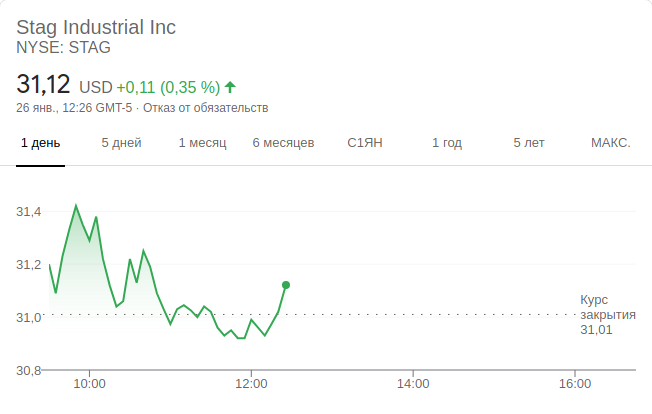 Stag Industrial Inc
NYSE: STAG
31,12 USD +0,11 (0,35 %)
26 янв., 12:26 GMT-5 · Отказ от обязательств
1 день 5 дней 1 месяц 6 месяцев С1ЯН 1 год 5 лет МАКС.
31,4
31,2
31,0
30,8
Курс
закрытия
31,01
10:00 12:00 14:00 16:00